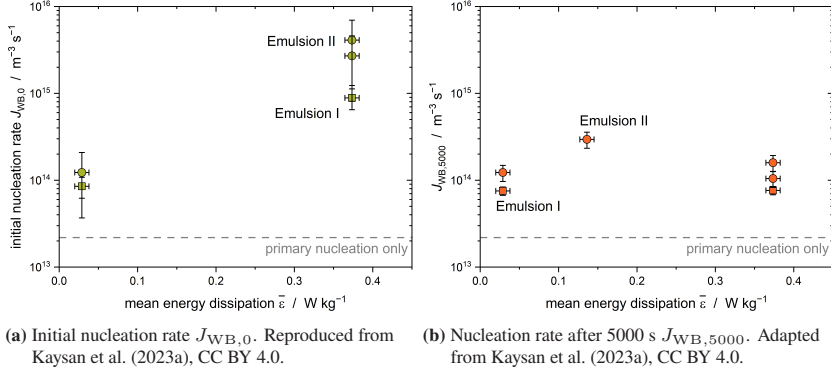 10^16
10^15
10^14
10^13
initial nucleation rate J_WB,0 / m⁻³ s⁻¹
Emulsion II
Emulsion I
primary nucleation only
0.0 0.1 0.2 0.3 0.4
mean energy dissipation ε̅ / W kg⁻¹
(a) Initial nucleation rate J_WB,0. Reproduced from
Kaysan et al. (2023a), CC BY 4.0.
10^16
10^15
10^14
10^13
J_WB,5000 / m⁻³ s⁻¹
Emulsion II
Emulsion I
primary nucleation only
0.0 0.1 0.2 0.3 0.4
mean energy dissipation ε̅ / W kg⁻¹
(b) Nucleation rate after 5000 s J_WB,5000. Adapted
from Kaysan et al. (2023a), CC BY 4.0.